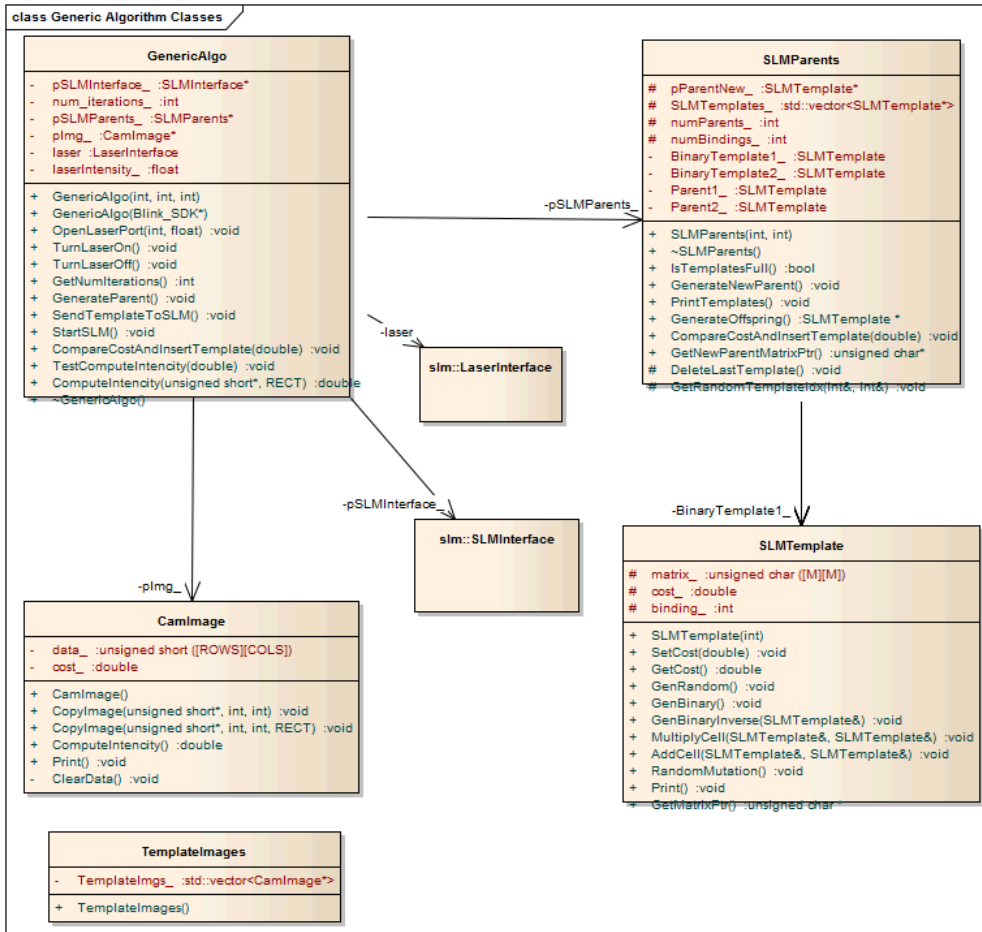 class Generic Algorithm Classes
GenericAlgo
- pSLMInterface_ :SLMInterface*
- num_iterations_ :int
- pSLMParents_ :SLMParents*
- pImg_ :CamImage*
- laser :LaserInterface
- laserIntensity_ :float
+ GenericAlgo(int, int, int)
+ GenericAlgo(Blink_SDK*)
+ OpenLaserPort(int, float) :void
+ TurnLaserOn() :void
+ TurnLaserOff() :void
+ GetNumIterations() :int
+ GenerateParent() :void
+ SendTemplateToSLM() :void
+ StartSLM() :void
+ CompareCostAndInsertTemplate(double) :void
+ TestComputeIntencity(double) :void
+ ComputeIntencity(unsigned short*, RECT) :double
+ ~GenericAlgo()
-pSLMParents_
SLMParents
# pParentNew_ :SLMTemplate*
# SLMTemplates_ :std::vector<SLMTemplate*>
# numParents_ :int
# numBindings_ :int
- BinaryTemplate1_ :SLMTemplate
- BinaryTemplate2_ :SLMTemplate
- Parent1_ :SLMTemplate
- Parent2_ :SLMTemplate
+ SLMParents(int, int)
+ ~SLMParents()
+ IsTemplatesFull() :bool
+ GenerateNewParent() :void
+ PrintTemplates() :void
+ GenerateOffspring() :SLMTemplate *
+ CompareCostAndInsertTemplate(double) :void
+ GetNewParentMatrixPtr() :unsigned char*
# DeleteLastTemplate() :void
# GetRandomTemplateIdx(int&, int&) :void
-laser
slm::LaserInterface
-pSLMInterface_
slm::SLMInterface
-BinaryTemplate1_
SLMTemplate
# matrix_ :unsigned char ([M][M])
# cost_ :double
# binding_ :int
+ SLMTemplate(int)
+ SetCost(double) :void
+ GetCost() :double
+ GenRandom() :void
+ GenBinary() :void
+ GenBinaryInverse(SLMTemplate&) :void
+ MultiplyCell(SLMTemplate&, SLMTemplate&) :void
+ AddCell(SLMTemplate&, SLMTemplate&) :void
+ RandomMutation() :void
+ Print() :void
+ GetMatrixPtr() :unsigned char *
-pImg_
CamImage
- data_ :unsigned short ([ROWS][COLS])
- cost_ :double
+ CamImage()
+ CopyImage(unsigned short*, int, int) :void
+ CopyImage(unsigned short*, int, int, RECT) :void
+ ComputeIntencity() :double
+ Print() :void
- ClearData() :void
TemplateImages
- TemplateImgs_ :std::vector<CamImage*>
+ TemplateImages()